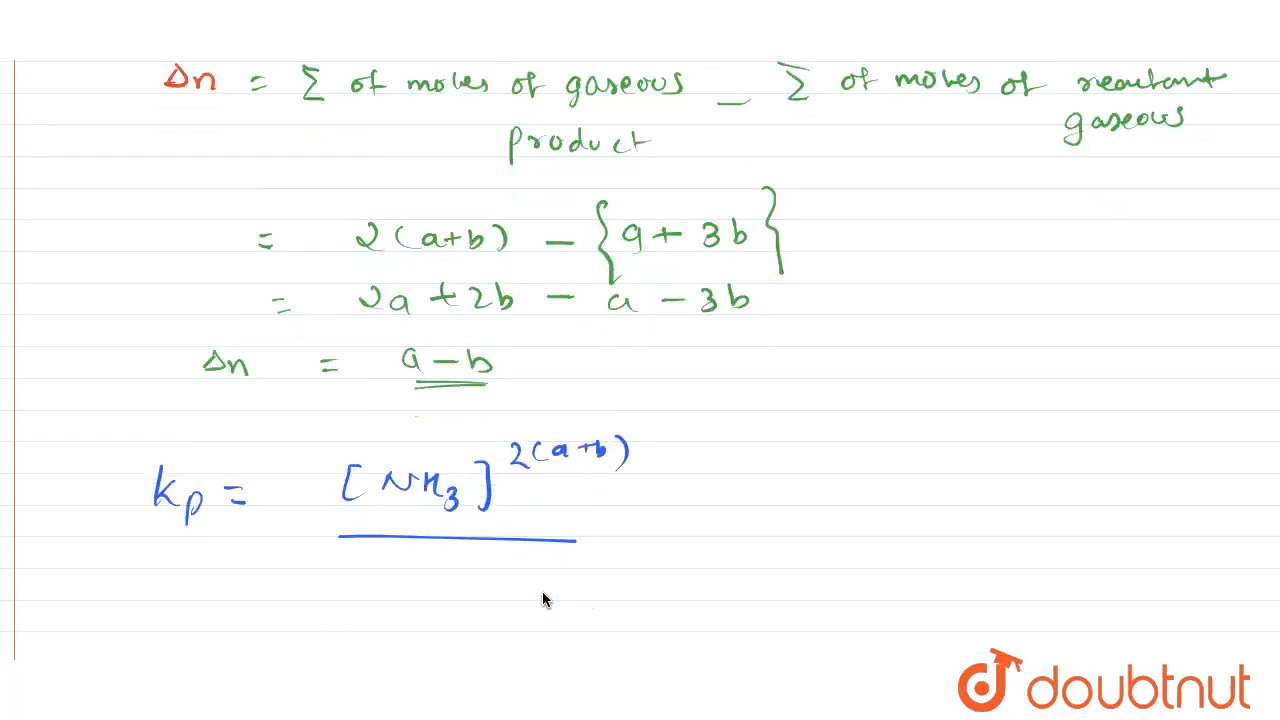 Δn = Σ of moles of gaseous _ Σ of moles of reactant
product gaseous
= 2(a+b) - {a + 3b}
= 2a + 2b - a - 3b
Δn = a - b
Kp = [NH3]^2(a+b)
doubtnut